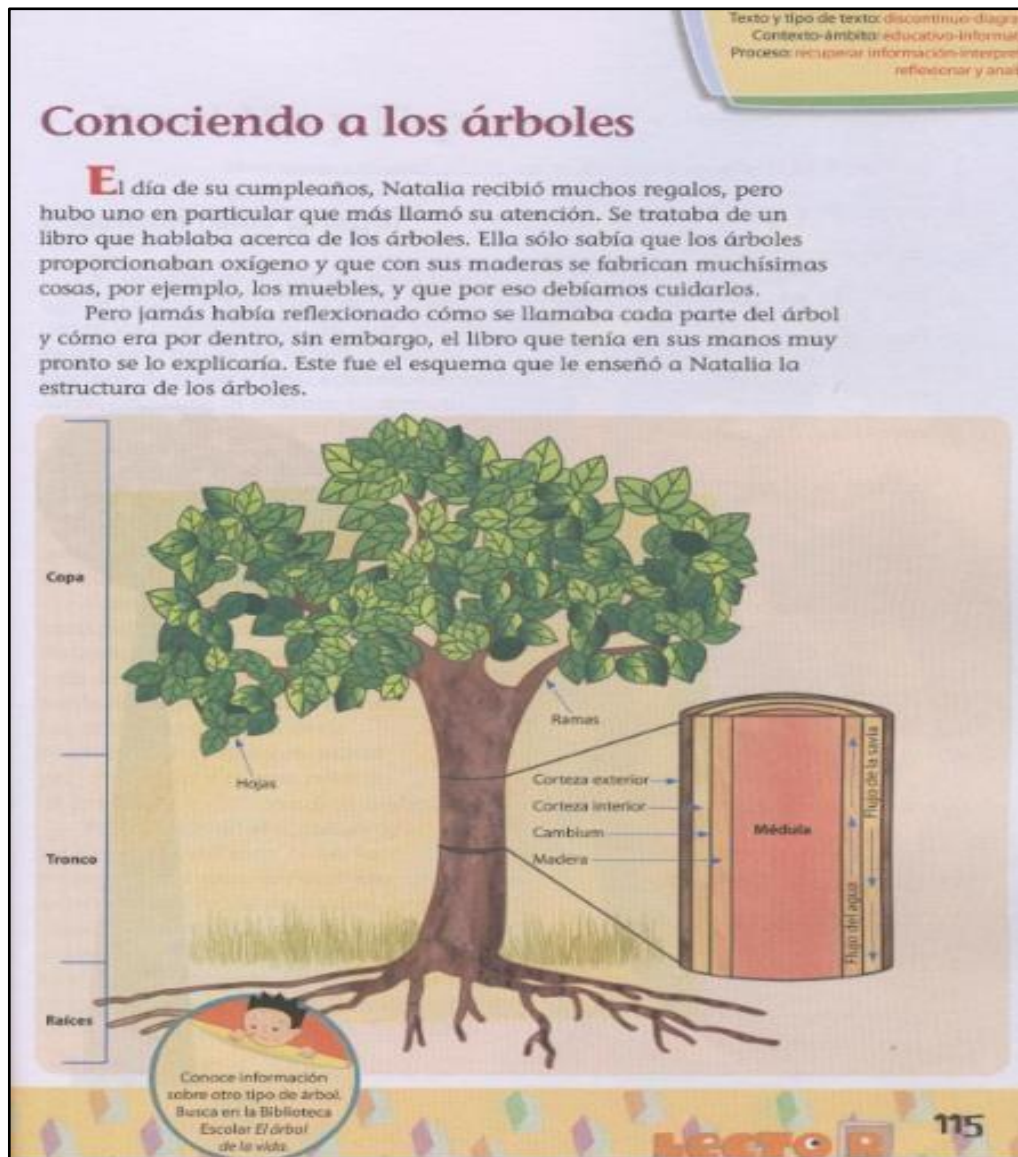 Texto y tipo de texto: discontinuo-diagra
Contexto-ámbito: educativo-informat
Proceso: recuperar información-interpre
reflexionar y anal
Conociendo a los árboles
El día de su cumpleaños, Natalia recibió muchos regalos, pero
hubo uno en particular que más llamó su atención. Se trataba de un
libro que hablaba acerca de los árboles. Ella sólo sabía que los árboles
proporcionaban oxígeno y que con sus maderas se fabrican muchísimas
cosas, por ejemplo, los muebles, y que por eso debíamos cuidarlos.
Pero jamás había reflexionado cómo se llamaba cada parte del árbol
y cómo era por dentro, sin embargo, el libro que tenía en sus manos muy
pronto se lo explicaría. Este fue el esquema que le enseñó a Natalia la
estructura de los árboles.
Copa
Ramas
Hojas
Corteza exterior
Corteza interior
Cambium
Madera
Médula
Flujo del agua
Flujo de la savia
Tronco
Raíces
Conoce información
sobre otro tipo de árbol.
Busca en la Biblioteca
Escolar El árbol
de la vida.
LECTOR
115